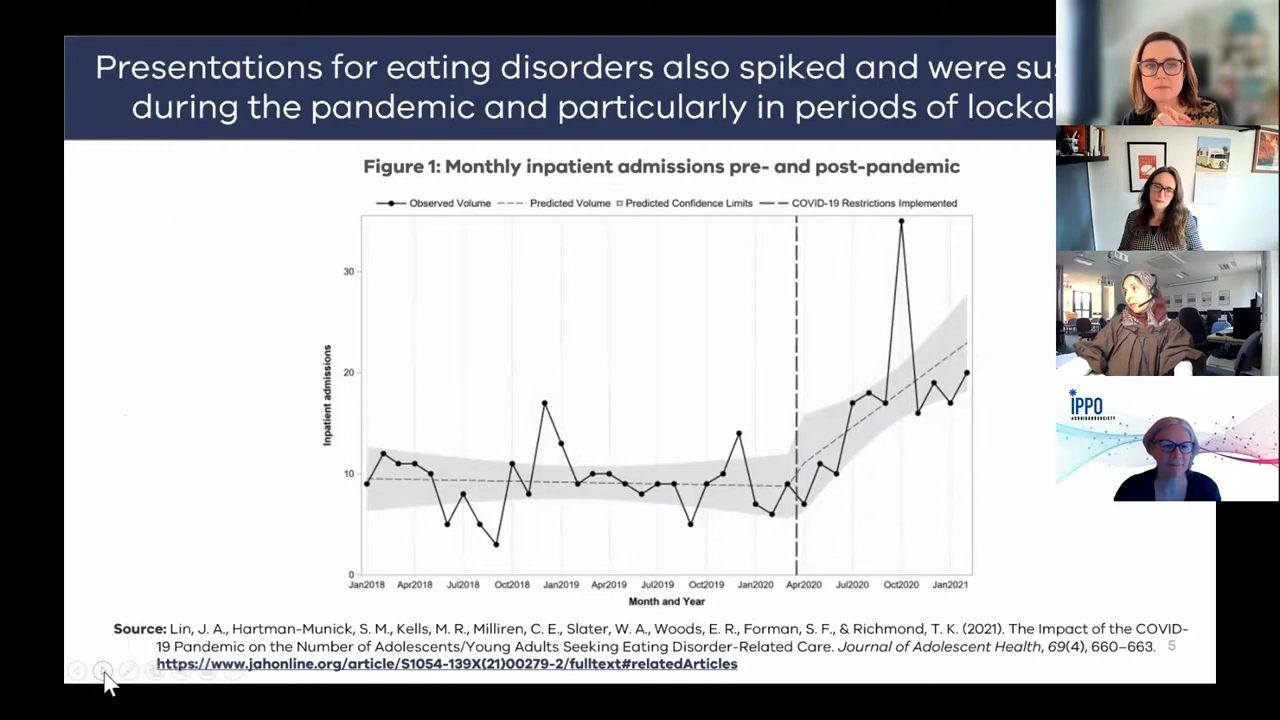 Presentations for eating disorders also spiked and were
during the pandemic and particularly in periods of
Figure 1: Monthly inpatient admissions pre- and post-pandemic
Observed Volume Predicted Volume Predicted Confidence Limits COVID-19 Restrictions Implemented
30
20
10
0
Inpatient admissions
Jan2018 Apr2018 Jul2018 Oct2018 Jan2019 Apr2019 Jul2019 Oct2019 Jan2020 Apr2020 Jul2020 Oct2020 Jan2021
Month and Year
Source: Lin, J. A., Hartman-Munick, S. M., Kells, M. R., Milliren, C. E., Slater, W. A., Woods, E. R., Forman, S. F., & Richmond, T. K. (2021). The Impact of the COVID-
19 Pandemic on the Number of Adolescents/Young Adults Seeking Eating Disorder-Related Care. Journal of Adolescent Health, 69(4), 660–663.
5
https://www.jahonline.org/article/S1054-139X(21)00279-2/fulltext#relatedArticles
iPPO
#COVIDANDSOCIETY